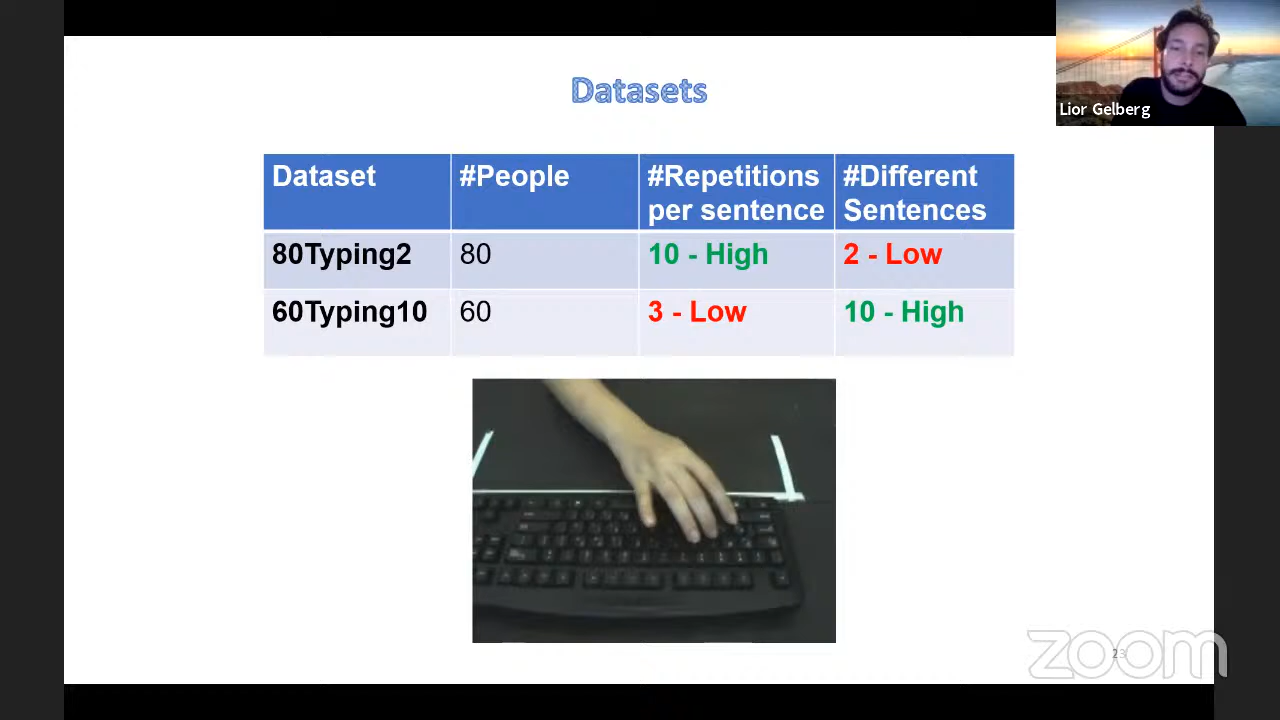 Datasets
Lior Gelberg
Dataset #People #Repetitions per sentence #Different Sentences
80Typing2 80 10 - High 2 - Low
60Typing10 60 3 - Low 10 - High
zoom
23